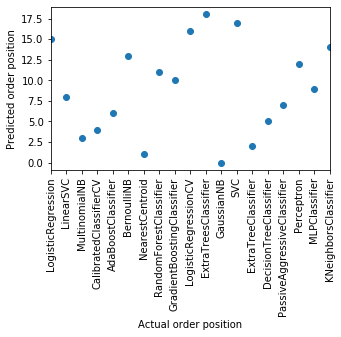 17.5
15.0
12.5
10.0
7.5
5.0
2.5
0.0
Predicted order position
LogisticRegression
LinearSVC
MultinomialNB
CalibratedClassifierCV
AdaBoostClassifier
BernoulliNB
NearestCentroid
RandomForestClassifier
GradientBoostingClassifier
LogisticRegressionCV
ExtraTreesClassifier
GaussianNB
SVC
ExtraTreeClassifier
DecisionTreeClassifier
PassiveAggressiveClassifier
Perceptron
MLPClassifier
KNeighborsClassifier
Actual order position